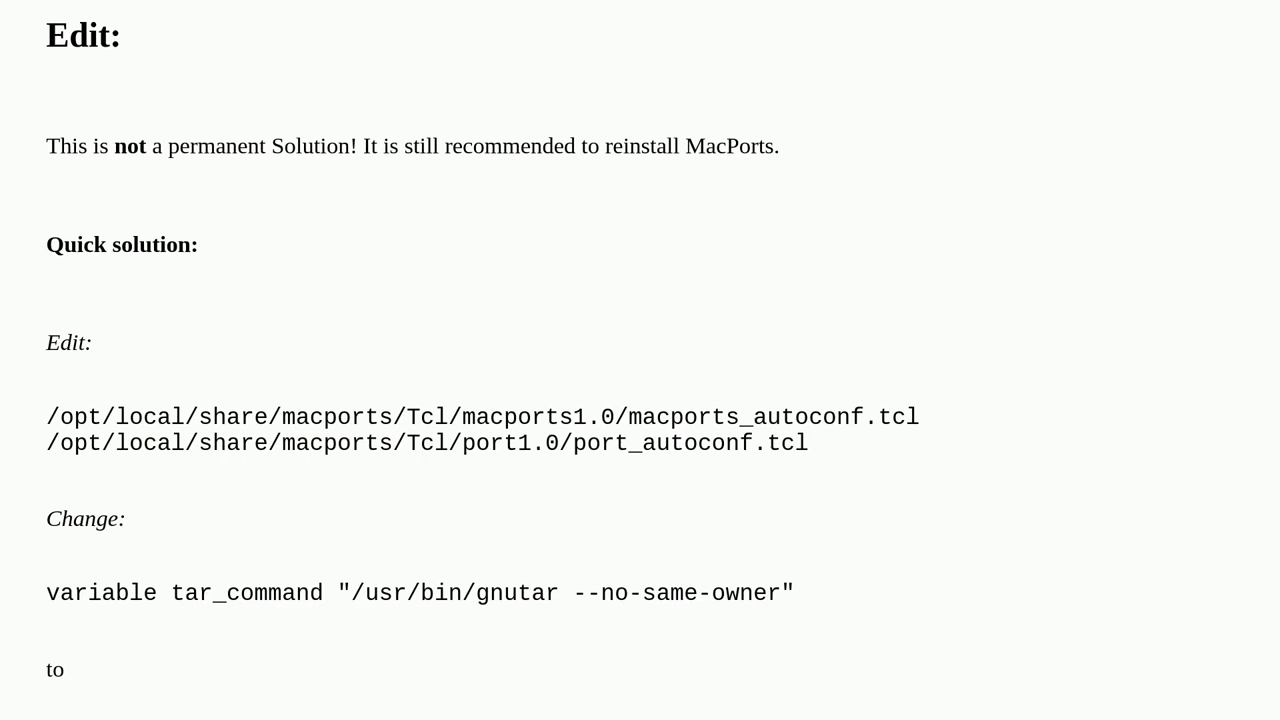 Edit:
This is not a permanent Solution! It is still recommended to reinstall MacPorts.
Quick solution:
Edit:
/opt/local/share/macports/Tcl/macports1.0/macports_autoconf.tcl
/opt/local/share/macports/Tcl/port1.0/port_autoconf.tcl
Change:
variable tar_command "/usr/bin/gnutar --no-same-owner"
to